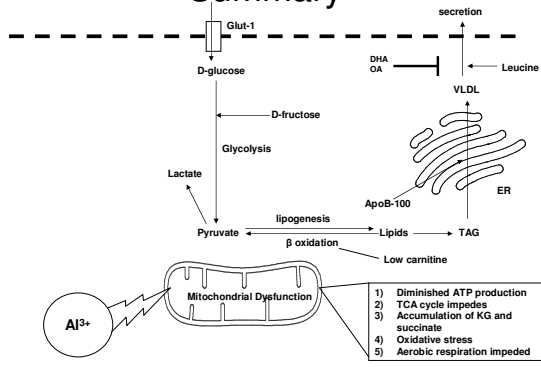 Summary
secretion
Glut-1
DHA
OA
Leucine
D-glucose
VLDL
D-fructose
Glycolysis
Lactate
ER
ApoB-100
lipogenesis
Pyruvate
Lipids
TAG
β oxidation
Low carnitine
Mitochondrial Dysfunction
Al3+
1) Diminished ATP production
2) TCA cycle impedes
3) Accumulation of KG and
succinate
4) Oxidative stress
5) Aerobic respiration impeded